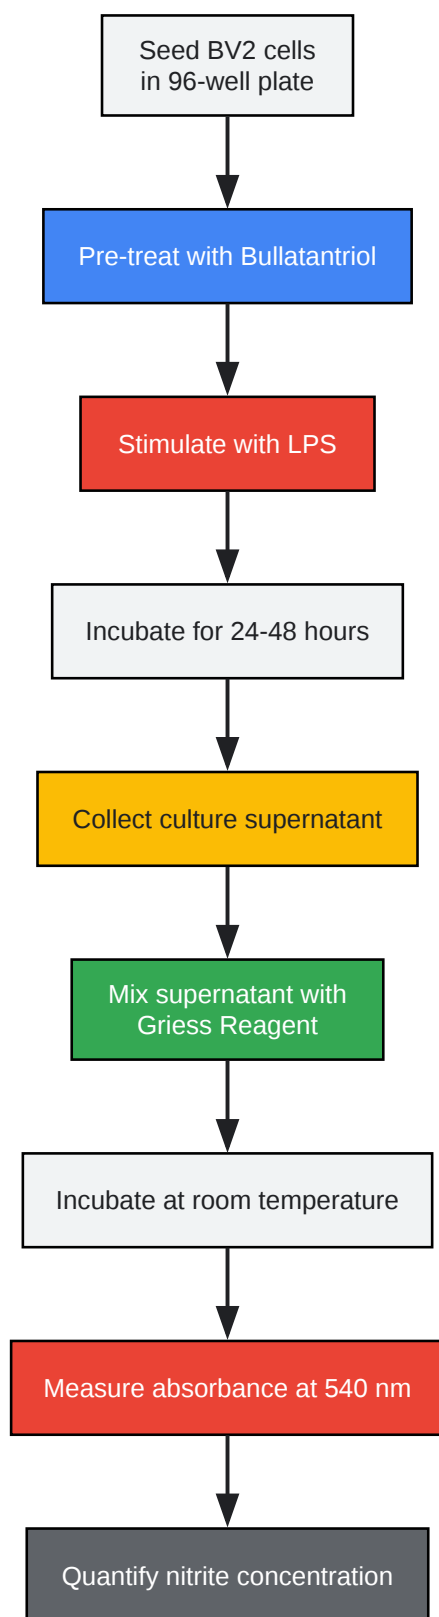 Seed BV2 cells
in 96-well plate
Pre-treat with Bullatantriol
Stimulate with LPS
Incubate for 24-48 hours
Collect culture supernatant
Mix supernatant with
Griess Reagent
Incubate at room temperature
Measure absorbance at 540 nm
Quantify nitrite concentration